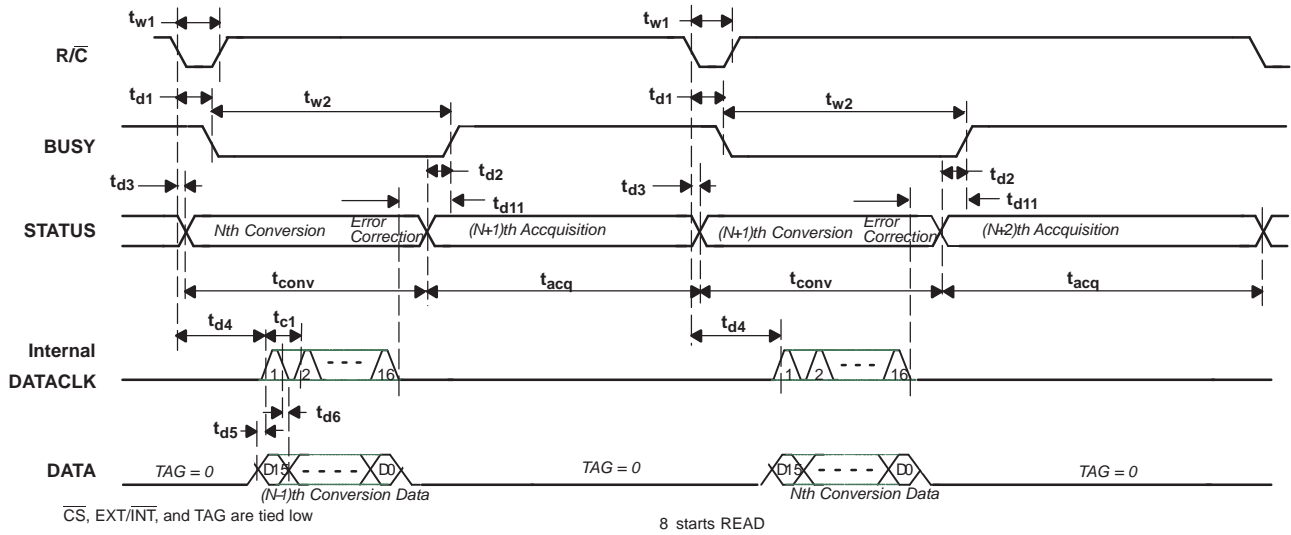 tw1 tw1
R/C
td1 tw2 td1 tw2
BUSY
td3 td2 td3 td2
td11 td11
STATUS Nth Conversion Error Correction (N+1)th Accquisition (N+1)th Conversion Error Correction (N+2)th Accquisition
tconv tacq tconv tacq
td4 tc1 td4
Internal
DATACLK 1 2 - - - 16 1 2 - - - 16
td5 td6
DATA TAG = 0 D15 - - - - D0 TAG = 0 D15 - - - - D0 TAG = 0
(N-1)th Conversion Data Nth Conversion Data
CS, EXT/INT, and TAG are tied low
8 starts READ